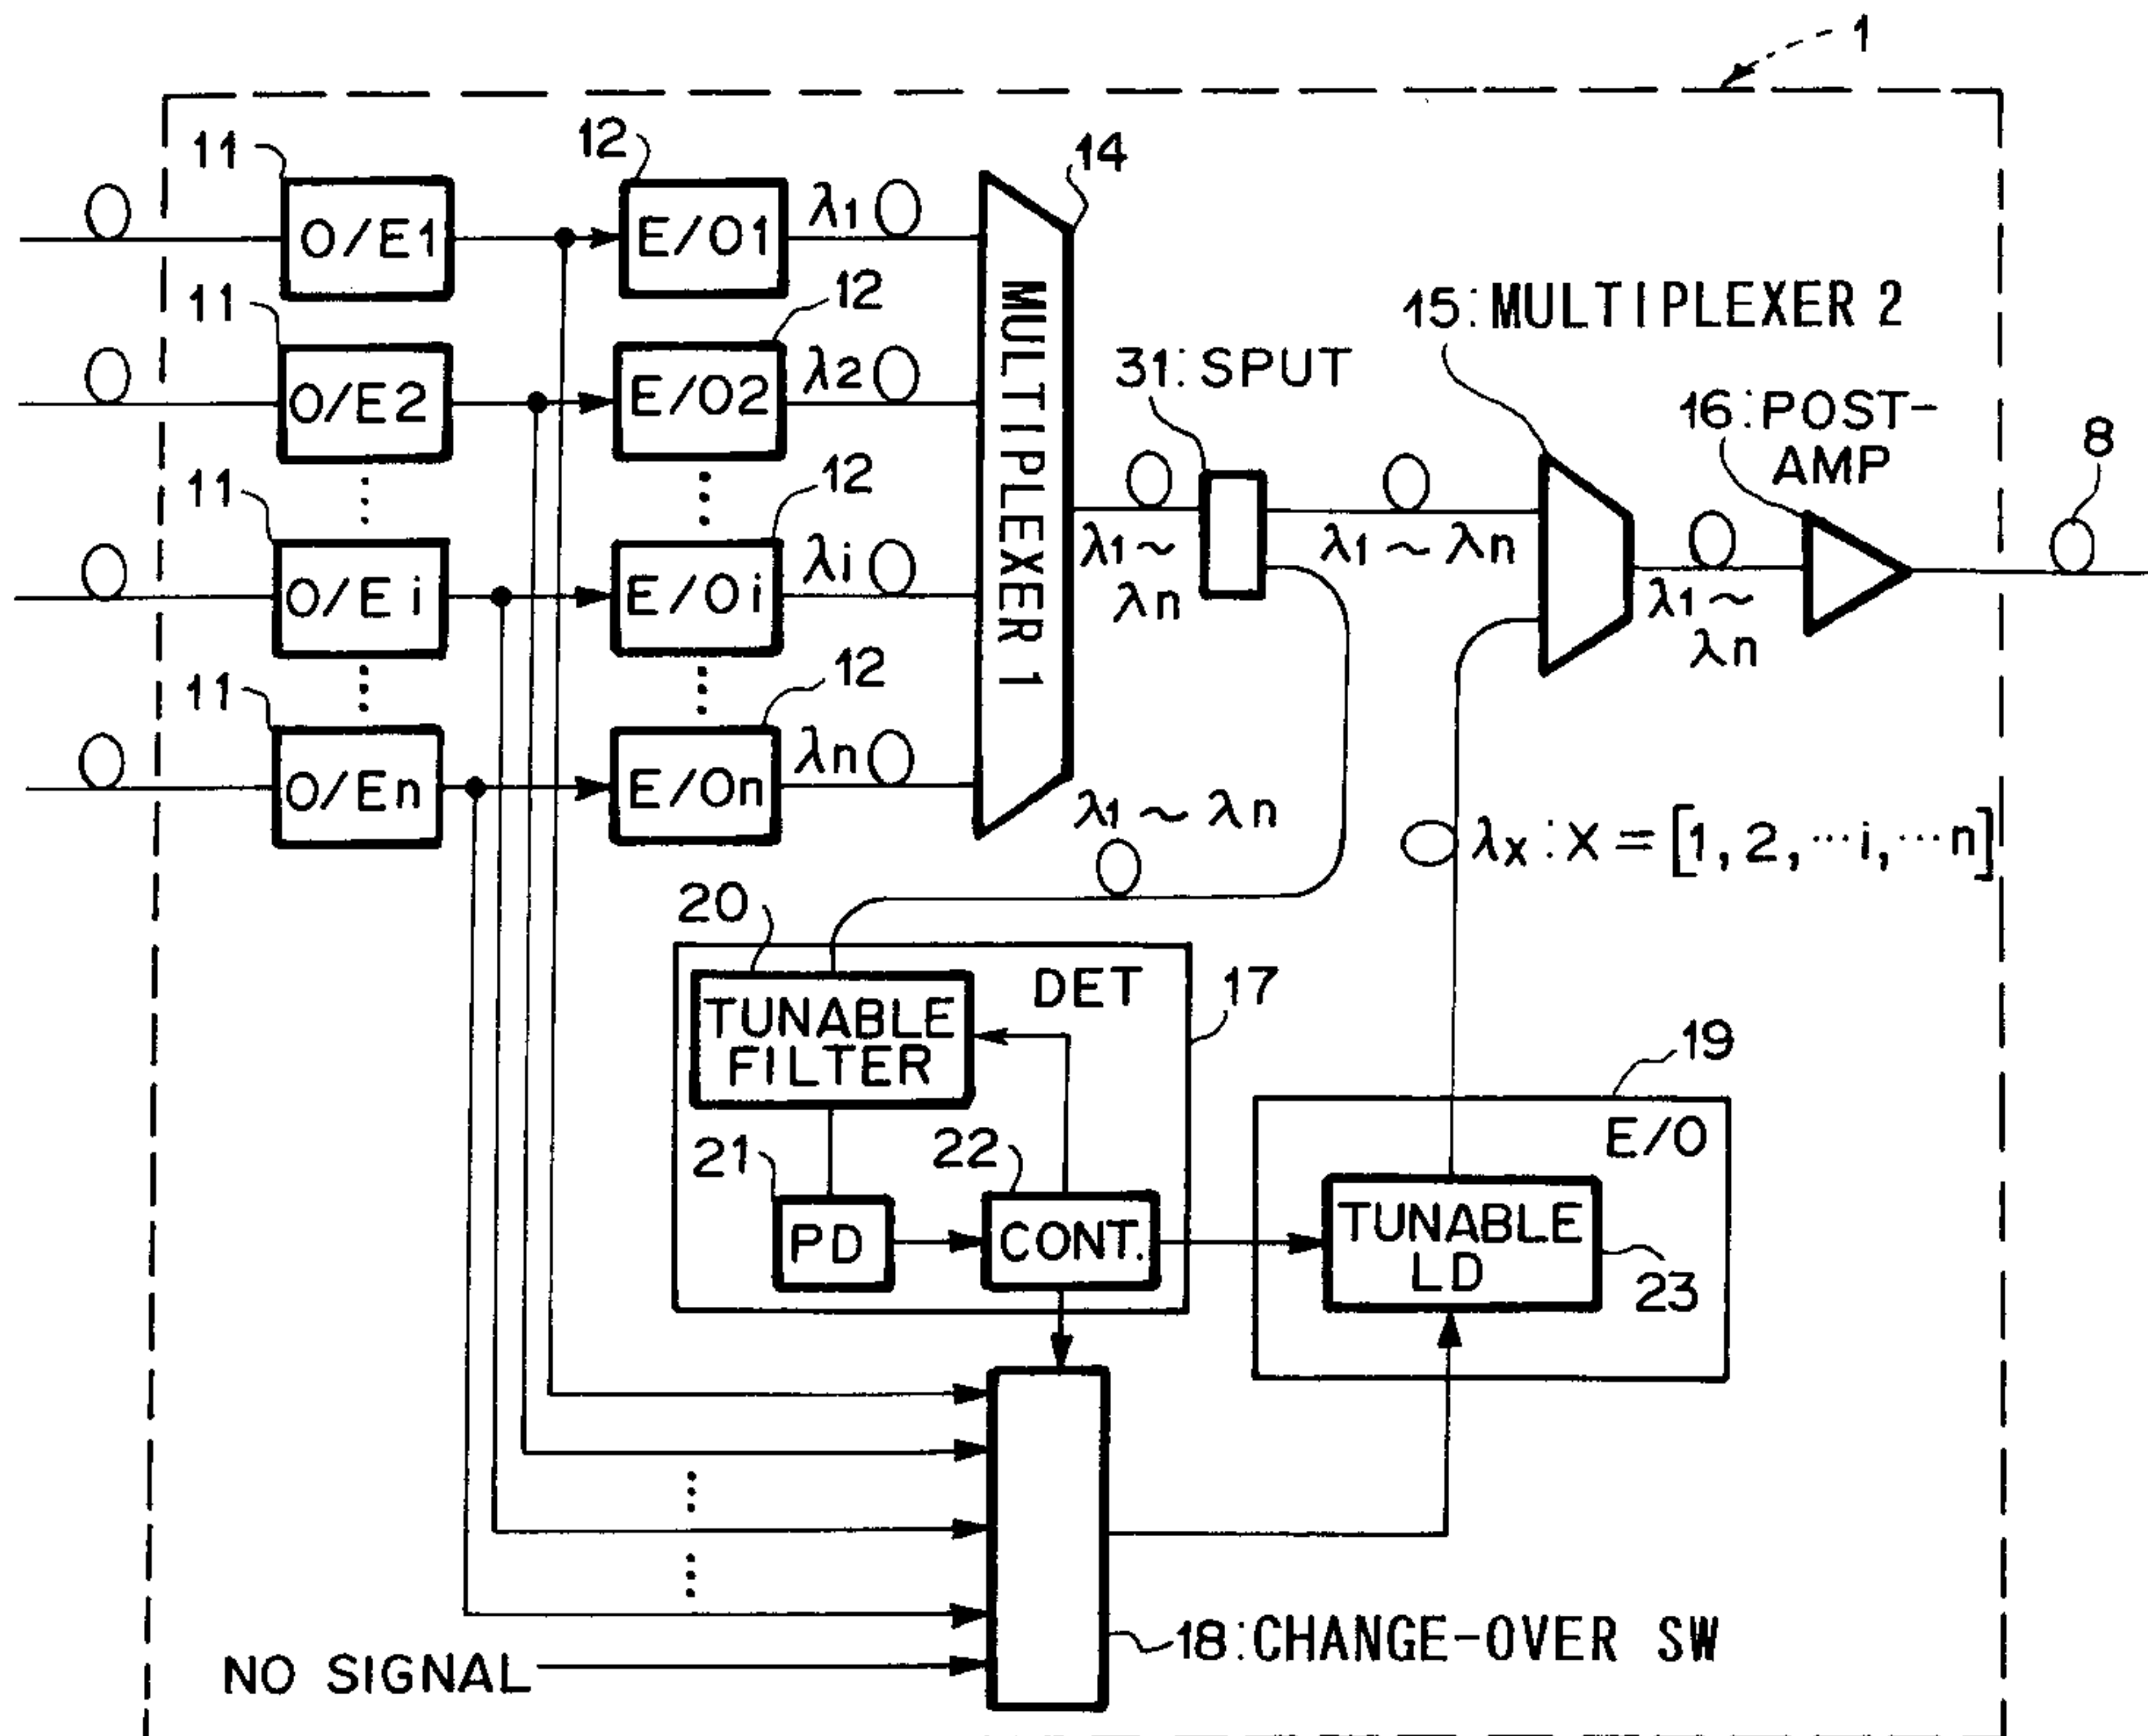 1
11
12
14
O/E1
E/O1
λ1
11
12
O/E2
E/O2
λ2
MULTIPLEXER 1
31:SPUT
15:MULTIPLEXER 2
16:POST-
AMP
8
11
12
O/Ei
E/Oi
λi
λ1~
λn
λ1~λn
λ1~
λn
11
12
O/En
E/On
λn
λ1~λn
λx:X=[1,2,…i,…n]
20
DET
17
TUNABLE
FILTER
19
E/O
21
22
PD
CONT.
TUNABLE
LD
23
18:CHANGE-OVER SW
NO SIGNAL